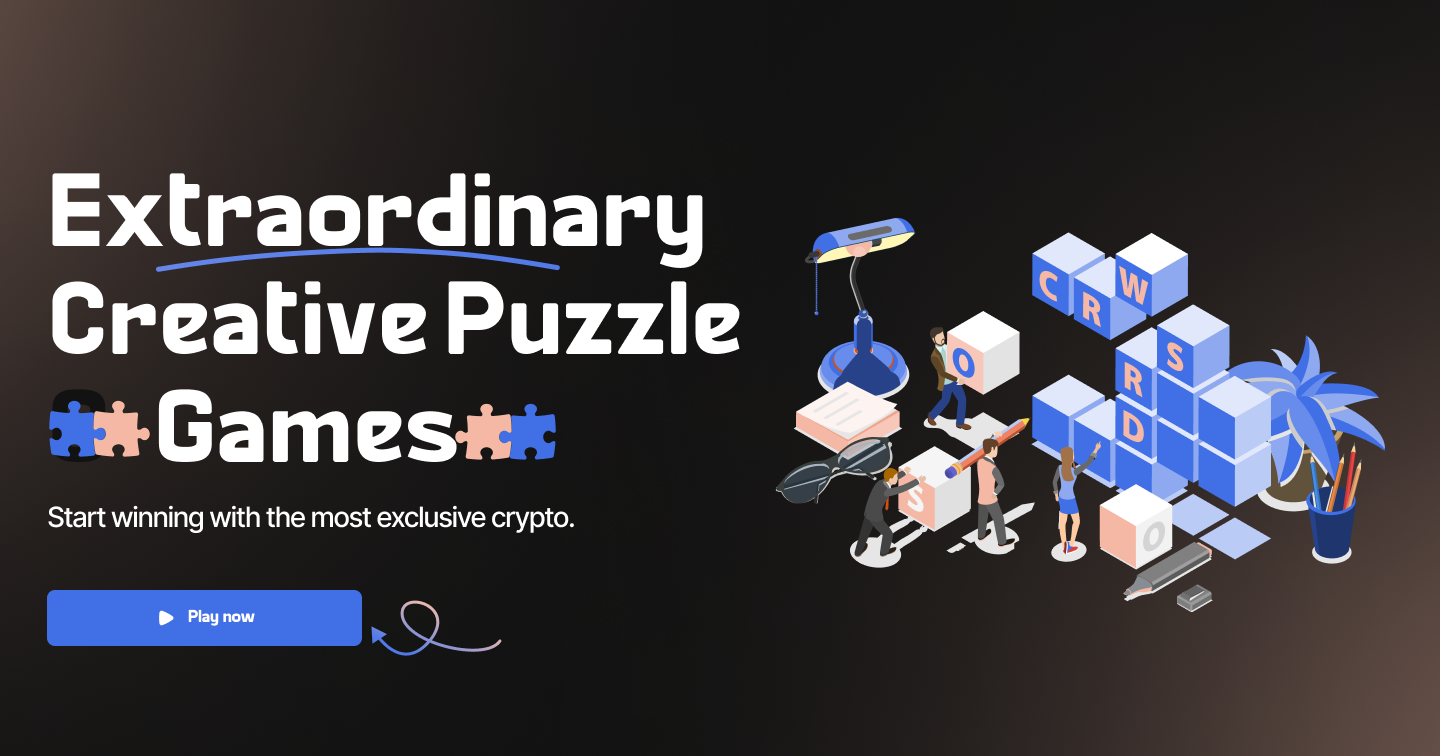 Extraordinary
Creative Puzzle
Games
Start winning with the most exclusive crypto.
Play now
C
R
W
S
O
R
D
S
O